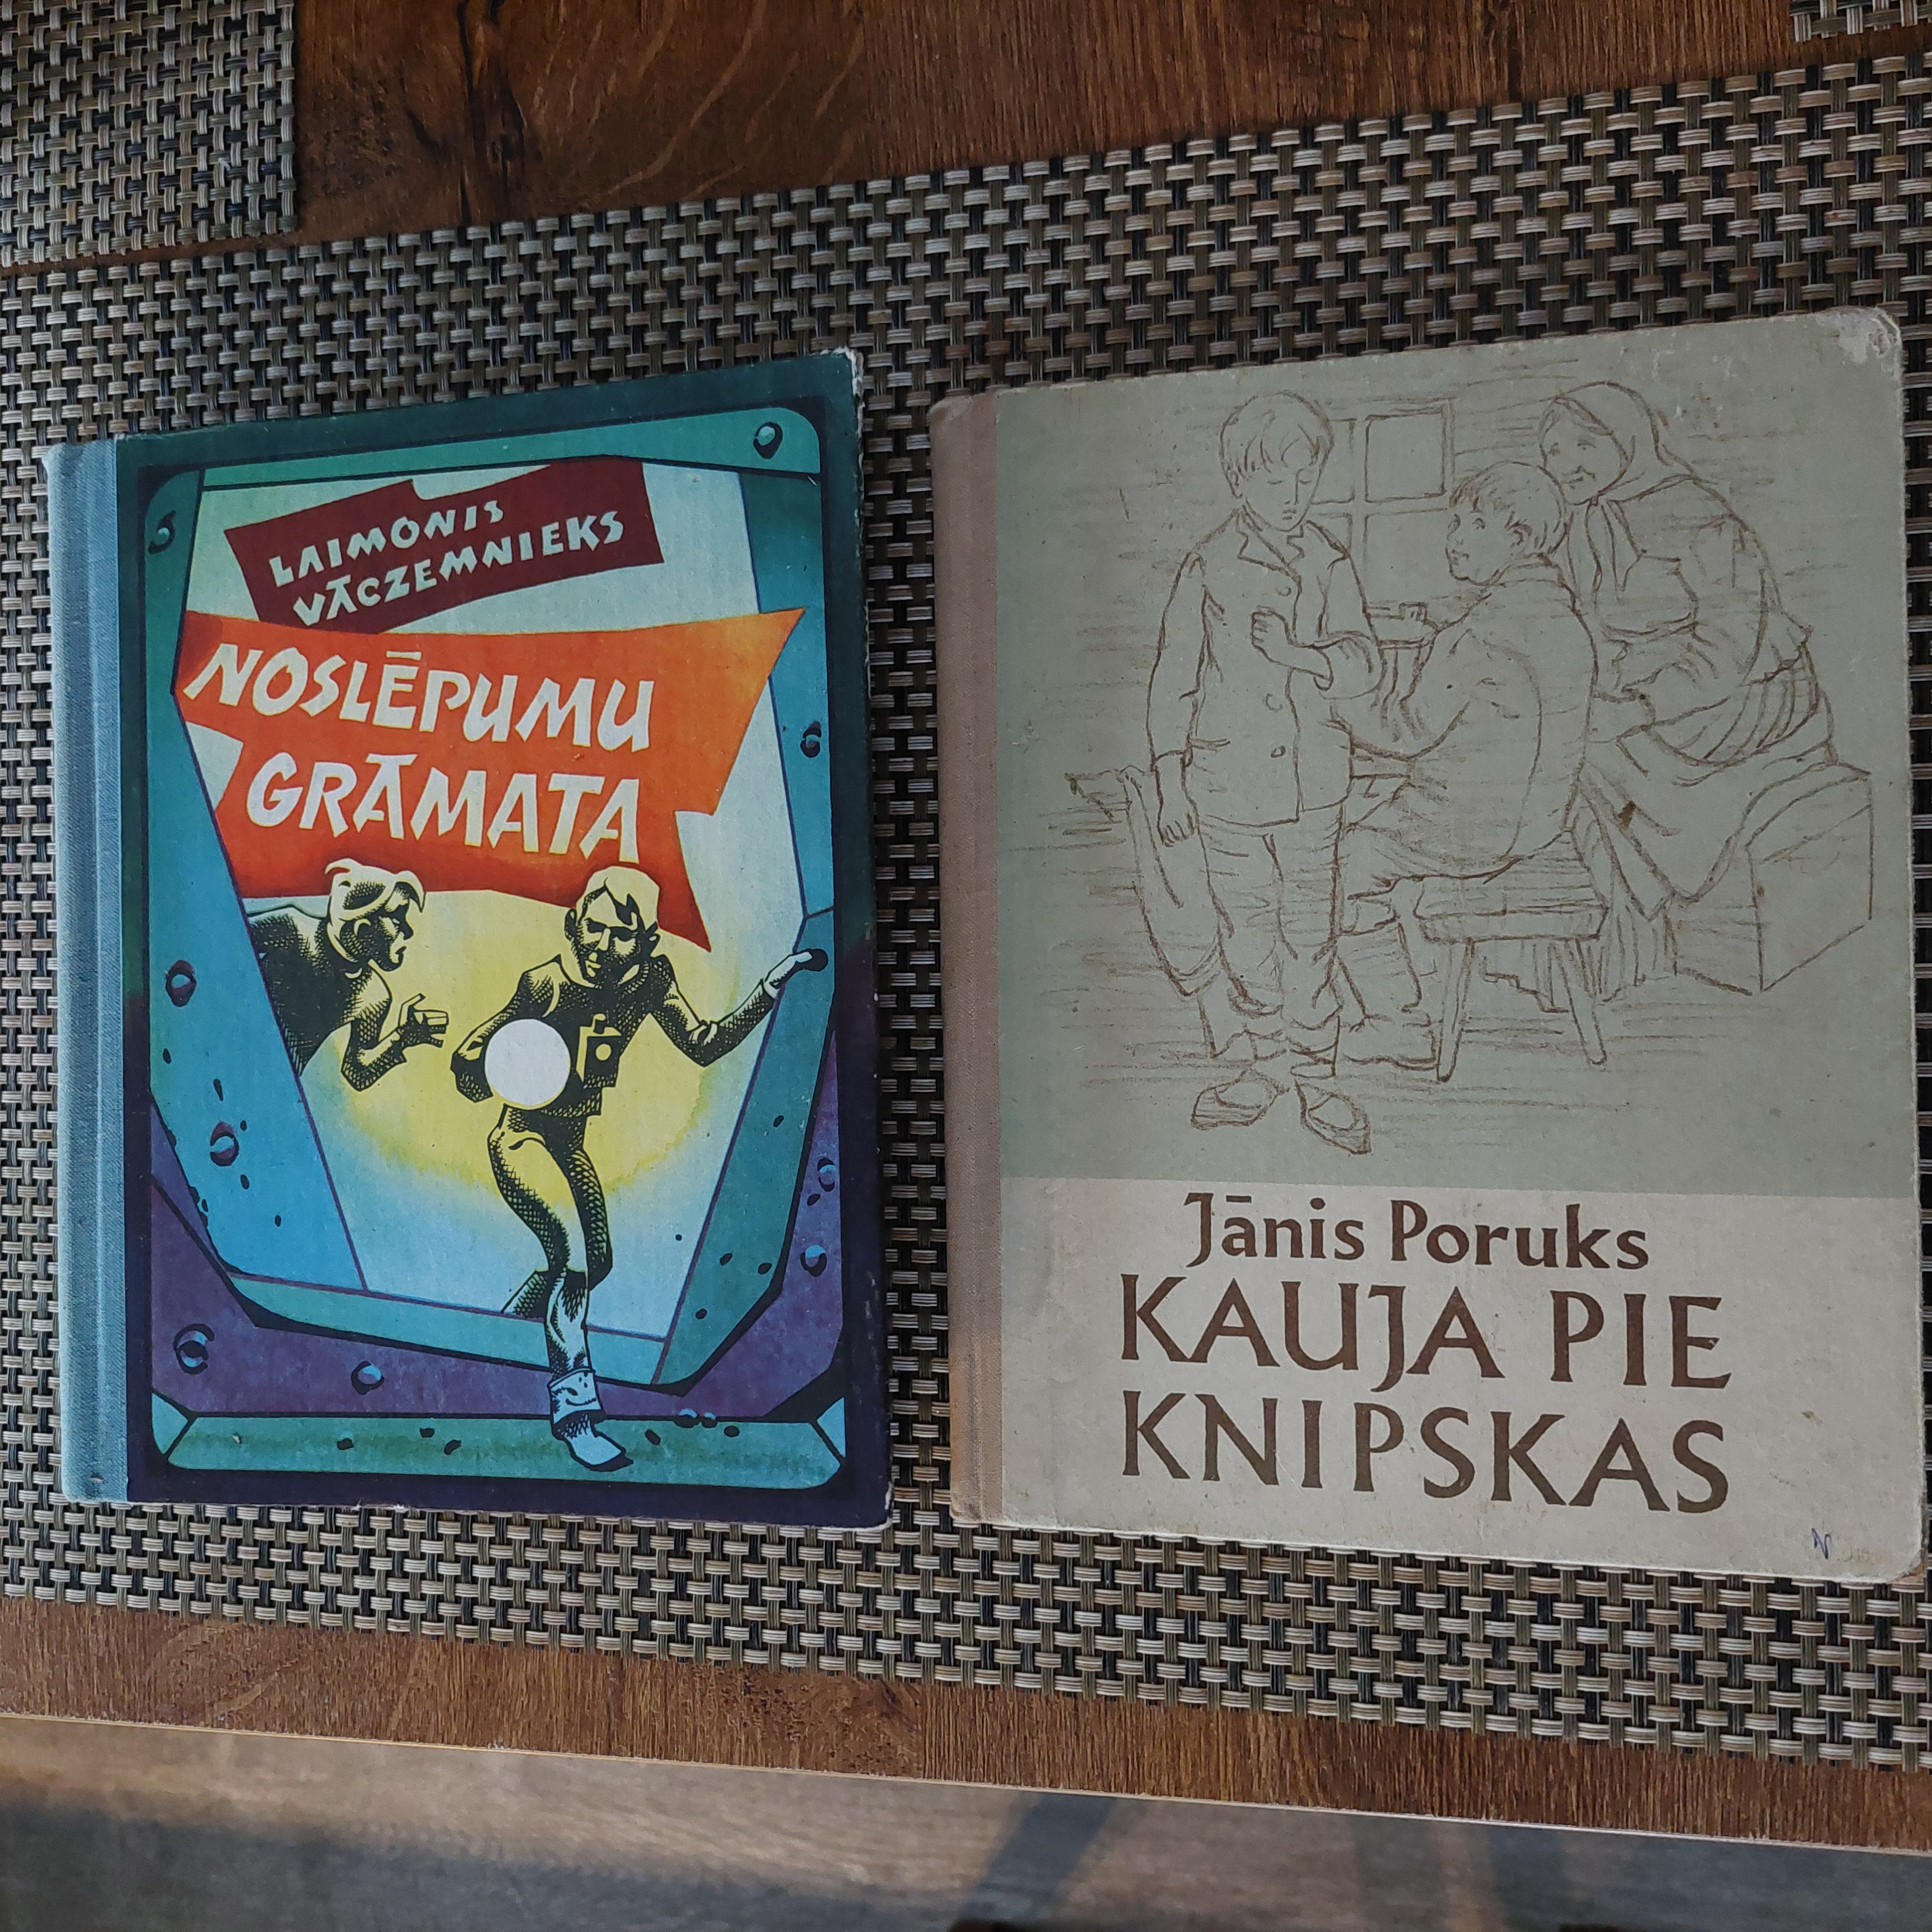 LAIMONIS
VĀCZEMNIEKS
NOSLĒPUMU
GRĀMATA
Jānis Poruks
KAUJA PIE
KNIPSKAS